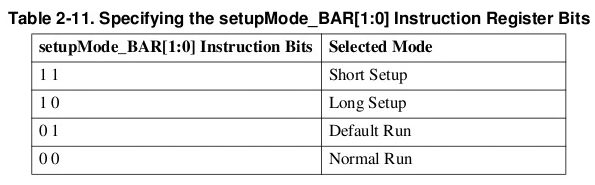 Table 2-11. Specifying the setupMode_BAR[1:0] Instruction Register Bits
setupMode_BAR[1:0] Instruction Bits Selected Mode
1 1 Short Setup
1 0 Long Setup
0 1 Default Run
0 0 Normal Run